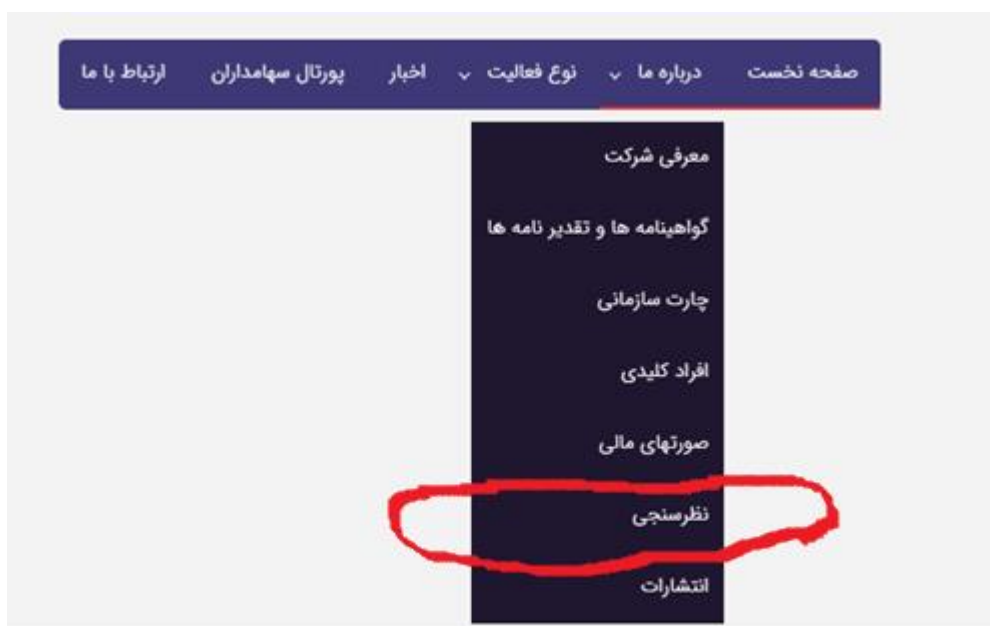 صفحه نخست درباره ما نوع فعالیت اخبار پورتال سهامداران ارتباط با ما
معرفی شرکت
گواهینامه ها و تقدیر نامه ها
چارت سازمانی
افراد کلیدی
صورتهای مالی
نظرسنجی
انتشارات